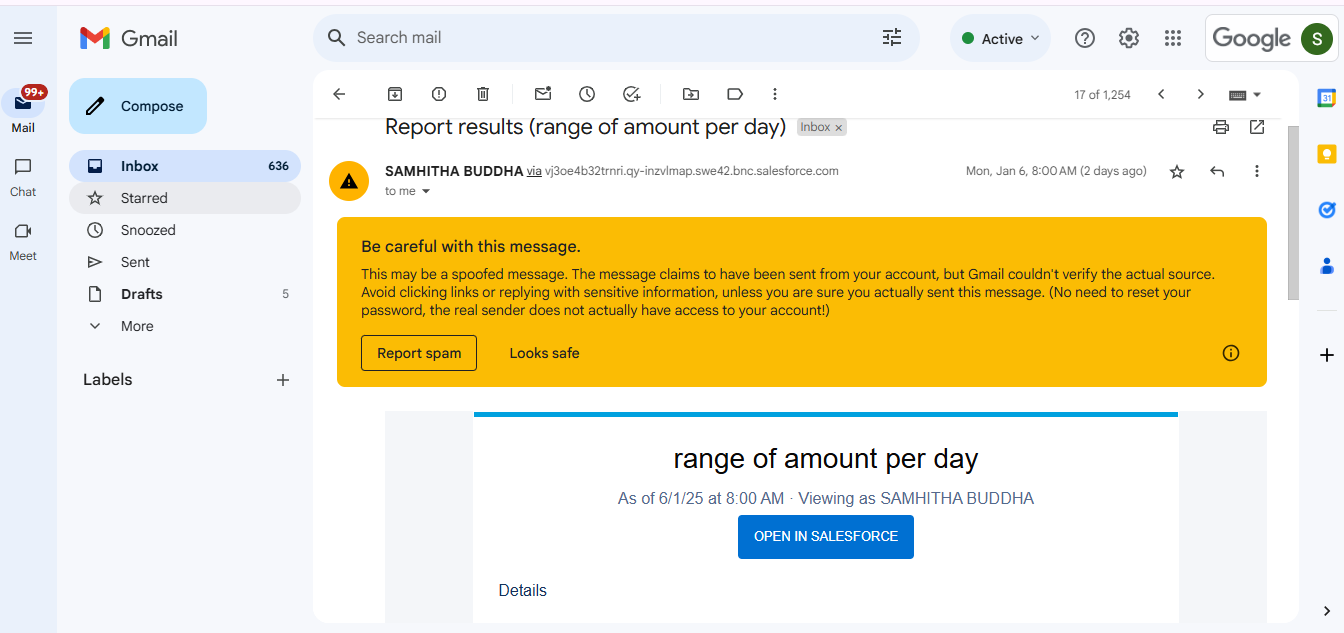 Gmail
Search mail
Active
Google
S
99+
Mail
Chat
Meet
Compose
Inbox 636
Starred
Snoozed
Sent
Drafts 5
More
Labels
17 of 1,254
31
Report results (range of amount per day) Inbox ×
SAMHITHA BUDDHA via vj3oe4b32trnri.qy-inzvlmap.swe42.bnc.salesforce.com Mon, Jan 6, 8:00 AM (2 days ago)
to me
Be careful with this message.
This may be a spoofed message. The message claims to have been sent from your account, but Gmail couldn't verify the actual source.
Avoid clicking links or replying with sensitive information, unless you are sure you actually sent this message. (No need to reset your
password, the real sender does not actually have access to your account!)
Report spam Looks safe
range of amount per day
As of 6/1/25 at 8:00 AM · Viewing as SAMHITHA BUDDHA
OPEN IN SALESFORCE
Details